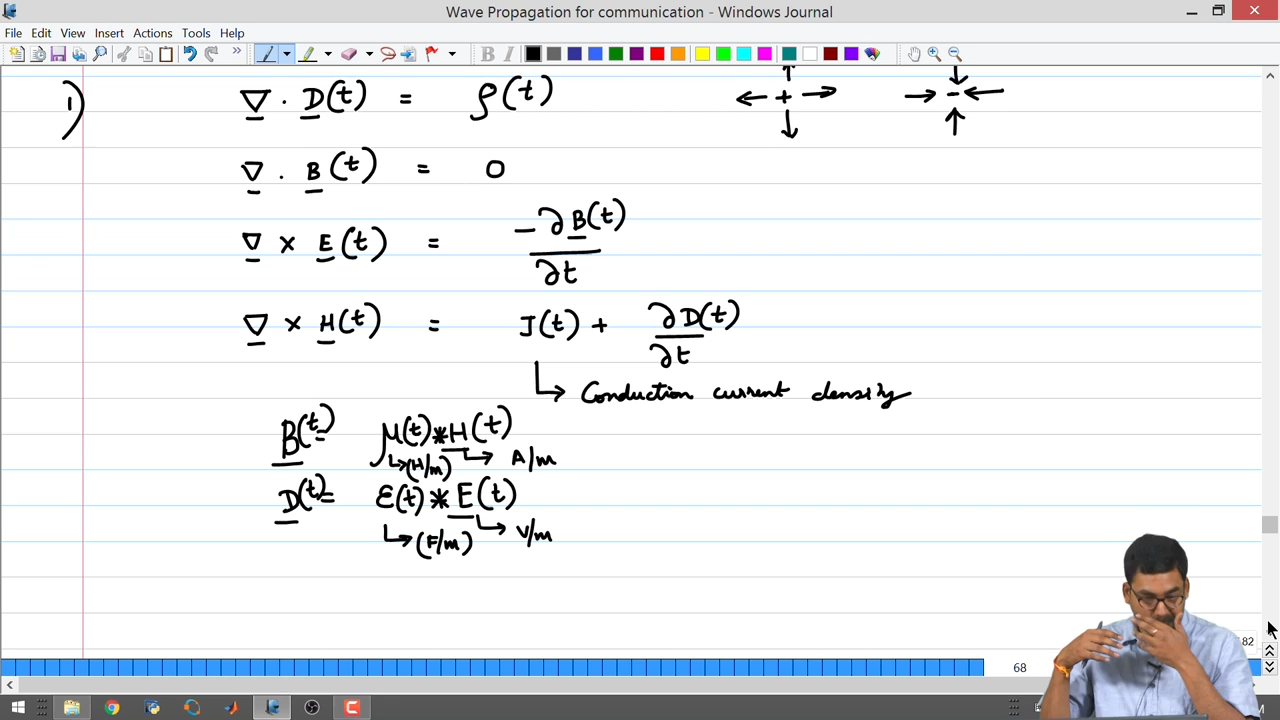 Wave Propagation for communication - Windows Journal
File Edit View Insert Actions Tools Help
1) ∇ · D(t) = ρ(t)
∇ · B(t) = 0
∇ × E(t) = -∂B(t)/∂t
∇ × H(t) = J(t) + ∂D(t)/∂t
↳ Conduction current density
B(t) = μ(t) * H(t)
↳ (H/m) ↳ A/m
D(t) = ε(t) * E(t)
↳ (F/m) ↳ V/m
68